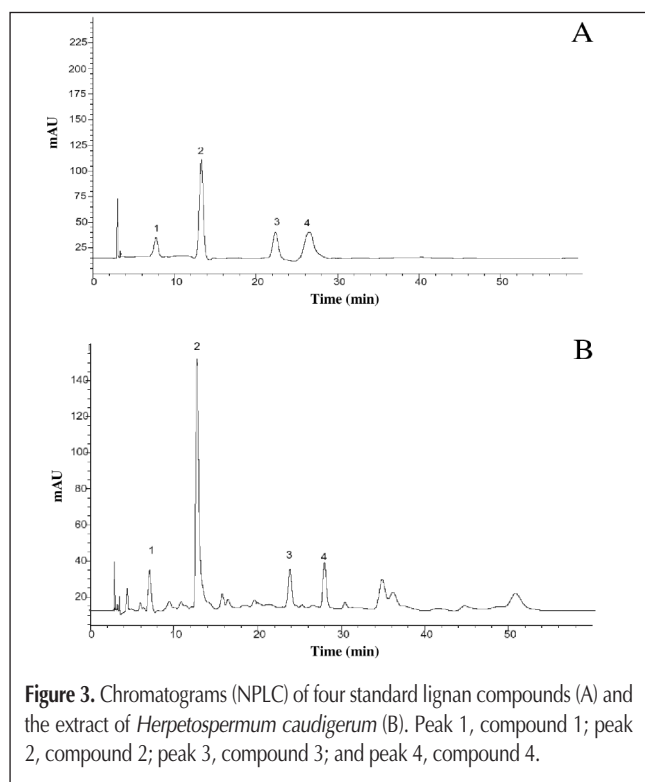 A
225
200
175
150
125
100
75
50
25
mAU
1
2
3
4
0 10 20 30 40 50
Time (min)
B
140
120
100
80
60
40
20
mAU
2
1
3
4
0 10 20 30 40 50
Time (min)
Figure 3. Chromatograms (NPLC) of four standard lignan compounds (A) and
the extract of Herpetospermum caudigerum (B). Peak 1, compound 1; peak
2, compound 2; peak 3, compound 3; and peak 4, compound 4.